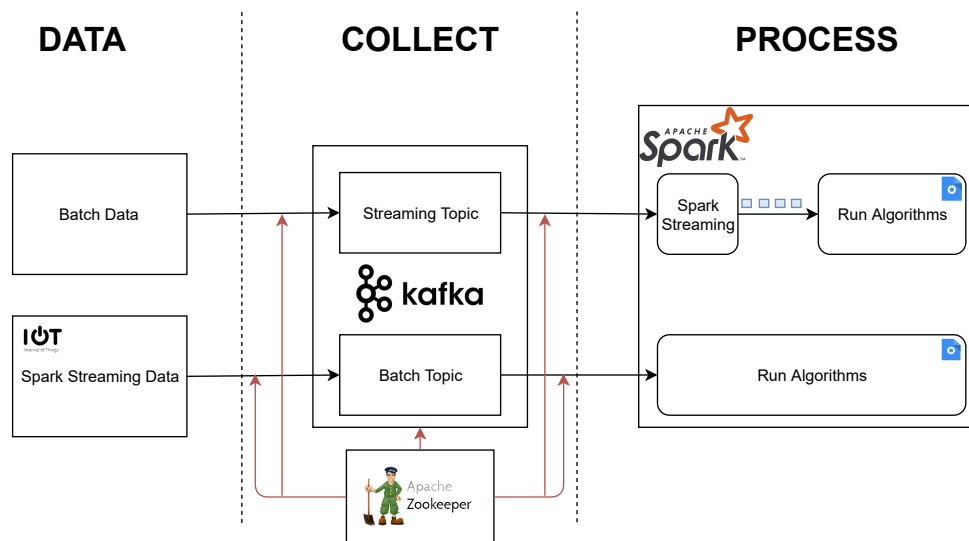 DATA
COLLECT
PROCESS
APACHE
Spark
Batch Data
Streaming Topic
Spark
Streaming
Run Algorithms
kafka
IOT
Internet of Things
Spark Streaming Data
Batch Topic
Run Algorithms
Apache
Zookeeper